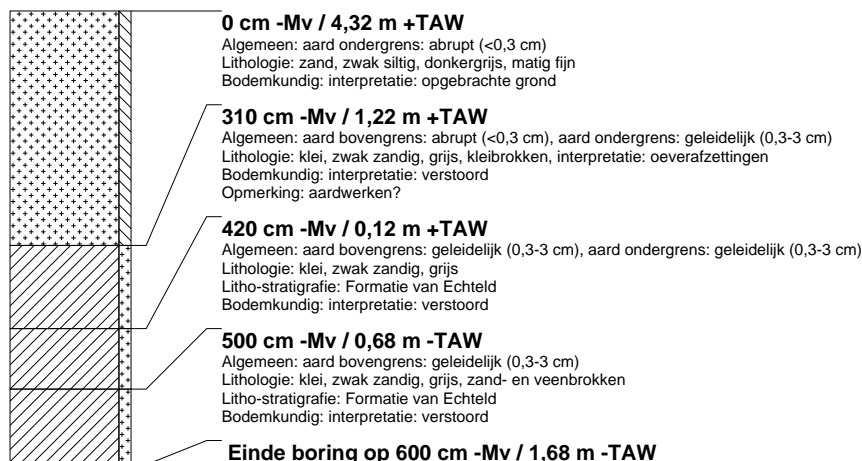 0 cm -Mv / 4,32 m +TAW
Algemeen: aard ondergrens: abrupt (<0,3 cm)
Lithologie: zand, zwak siltig, donkergrijs, matig fijn
Bodemkundig: interpretatie: opgebrachte grond
310 cm -Mv / 1,22 m +TAW
Algemeen: aard bovengrens: abrupt (<0,3 cm), aard ondergrens: geleidelijk (0,3-3 cm)
Lithologie: klei, zwak zandig, grijs, kleibrokken, interpretatie: oeverafzettingen
Bodemkundig: interpretatie: verstoord
Opmerking: aardwerken?
420 cm -Mv / 0,12 m +TAW
Algemeen: aard bovengrens: geleidelijk (0,3-3 cm), aard ondergrens: geleidelijk (0,3-3 cm)
Lithologie: klei, zwak zandig, grijs
Litho-stratigrafie: Formatie van Echteld
Bodemkundig: interpretatie: verstoord
500 cm -Mv / 0,68 m -TAW
Algemeen: aard bovengrens: geleidelijk (0,3-3 cm)
Lithologie: klei, zwak zandig, grijs, zand- en veenbrokken
Litho-stratigrafie: Formatie van Echteld
Bodemkundig: interpretatie: verstoord
Einde boring op 600 cm -Mv / 1,68 m -TAW